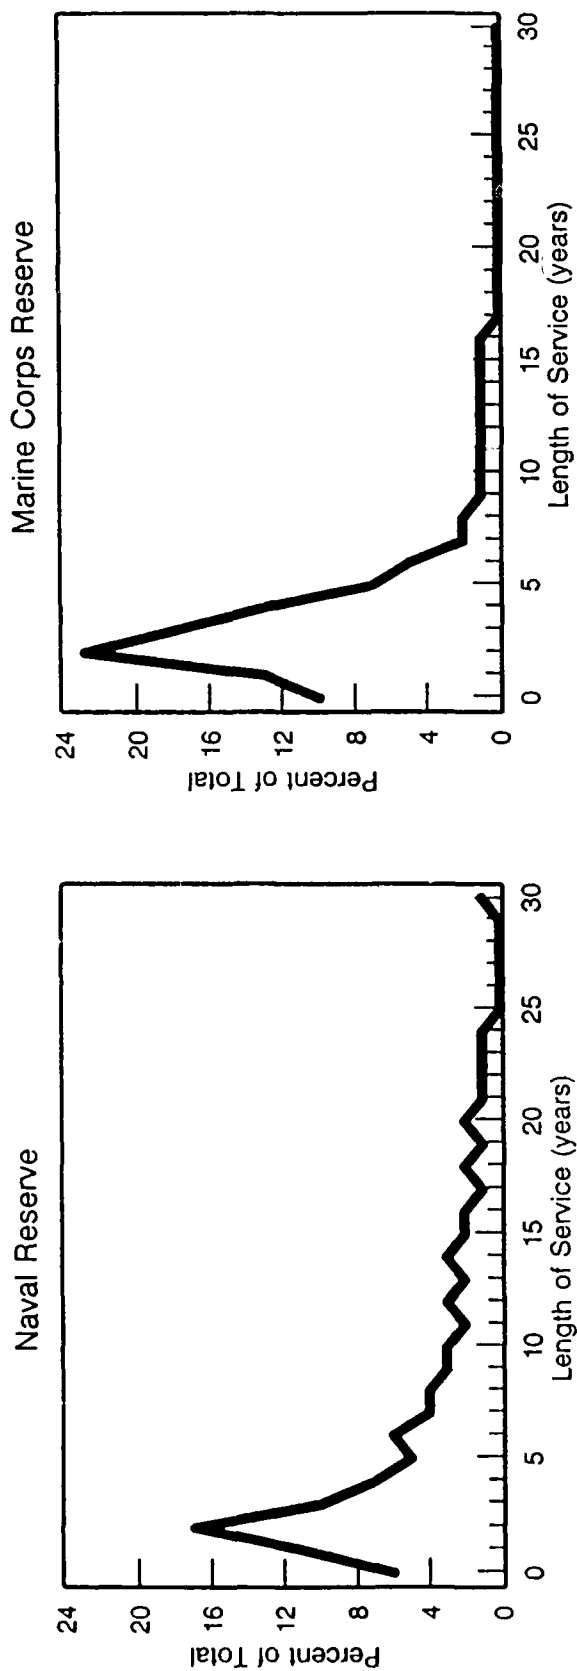 Naval Reserve
Percent of Total
24
20
16
12
8
4
0
0 5 10 15 20 25 30
Length of Service (years)
Marine Corps Reserve
Percent of Total
24
20
16
12
8
4
0
0 5 10 15 20 25 30
Length of Service (years)